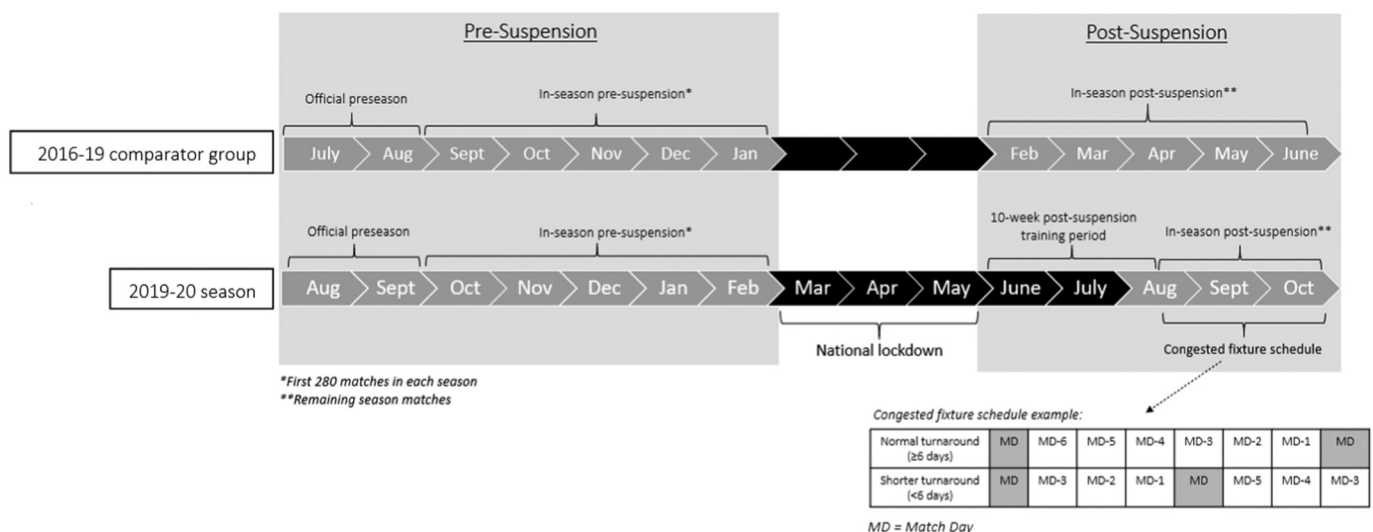 Pre-Suspension
Post-Suspension
Official preseason
In-season pre-suspension*
In-season post-suspension**
2016-19 comparator group
July Aug Sept Oct Nov Dec Jan Feb Mar Apr May June
Official preseason
In-season pre-suspension*
10-week post-suspension
training period
In-season post-suspension**
2019-20 season
Aug Sept Oct Nov Dec Jan Feb Mar Apr May June July Aug Sept Oct
National lockdown
Congested fixture schedule
*First 280 matches in each season
**Remaining season matches
Congested fixture schedule example:
Normal turnaround
(≥6 days)
MD MD-6 MD-5 MD-4 MD-3 MD-2 MD-1 MD
Shorter turnaround
(<6 days)
MD MD-3 MD-2 MD-1 MD MD-5 MD-4 MD-3
MD = Match Day